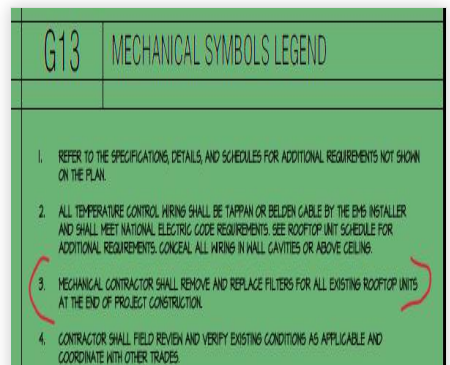 G13 MECHANICAL SYMBOLS LEGEND
1. REFER TO THE SPECIFICATIONS, DETAILS, AND SCHEDULES FOR ADDITIONAL REQUIREMENTS NOT SHOWN
ON THE PLAN.
2. ALL TEMPERATURE CONTROL WIRING SHALL BE TAPPAN OR BELDEN CABLE BY THE EMS INSTALLER
AND SHALL MEET NATIONAL ELECTRIC CODE REQUIREMENTS. SEE ROOFTOP UNIT SCHEDULE FOR
ADDITIONAL REQUIREMENTS. CONCEAL ALL WIRING IN WALL CAVITIES OR ABOVE CEILING.
3. MECHANICAL CONTRACTOR SHALL REMOVE AND REPLACE FILTERS FOR ALL EXISTING ROOFTOP UNITS
AT THE END OF PROJECT CONSTRUCTION.
4. CONTRACTOR SHALL FIELD REVIEW AND VERIFY EXISTING CONDITIONS AS APPLICABLE AND
COORDINATE WITH OTHER TRADES.